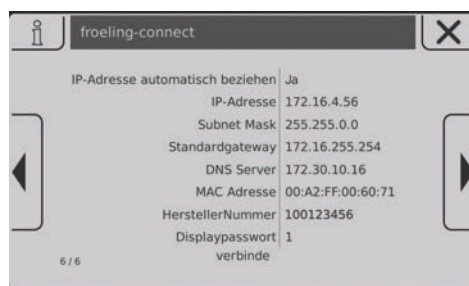 froeling-connect
IP-Adresse automatisch beziehen Ja
IP-Adresse 172.16.4.56
Subnet Mask 255.255.0.0
Standardgateway 172.16.255.254
DNS Server 172.30.10.16
MAC Adresse 00:A2:FF:00:60:71
HerstellerNummer 100123456
Displaypasswort 1
6 / 6 verbinde